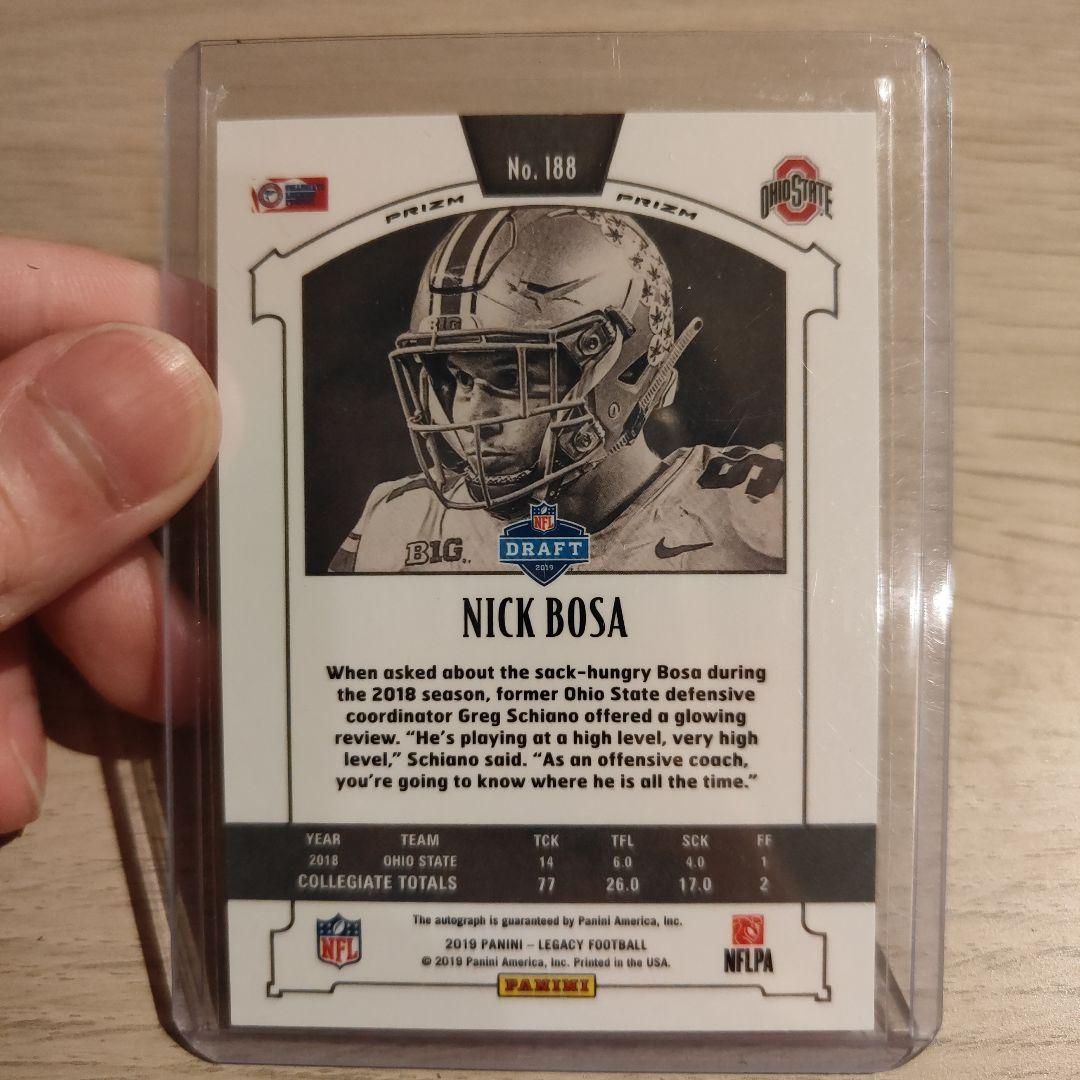 No. 188
OHIO STATE
PRIZM PRIZM
BIG
BIG
9
NFL
DRAFT
2019
NICK BOSA
When asked about the sack-hungry Bosa during
the 2018 season, former Ohio State defensive
coordinator Greg Schiano offered a glowing
review. “He’s playing at a high level, very high
level,” Schiano said. “As an offensive coach,
you’re going to know where he is all the time.”
YEAR TEAM TCK TFL SCK FF
2018 OHIO STATE 14 6.0 4.0 1
COLLEGIATE TOTALS 77 26.0 17.0 2
The autograph is guaranteed by Panini America, Inc.
2019 PANINI – LEGACY FOOTBALL
© 2019 Panini America, Inc. Printed in the USA.
NFL
NFLPA
PANINI